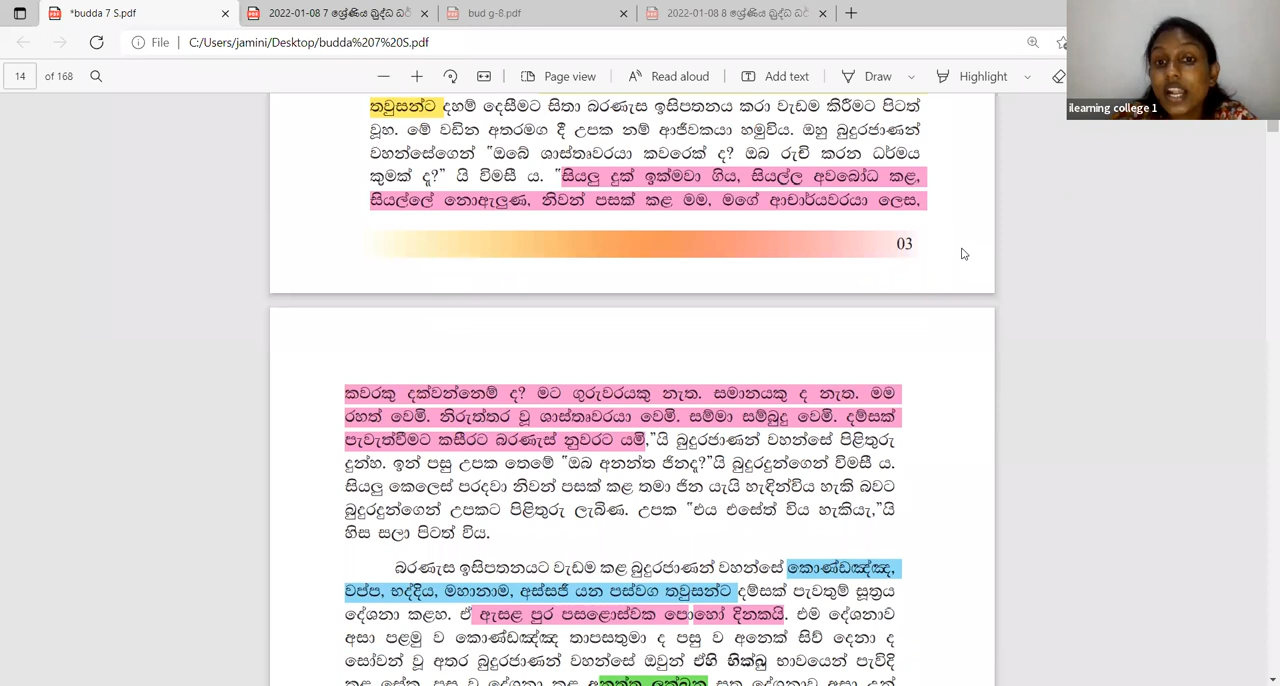 *budda 7 S.pdf
2022-01-08 7 ශ්‍රේණිය බුද්ධ ධර්
bud g-8.pdf
2022-01-08 8 ශ්‍රේණිය බුද්ධ ධර්
File | C:/Users/jamini/Desktop/budda%207%20S.pdf
14 of 168
Page view
Read aloud
Add text
Draw
Highlight
ilearning college 1
තවුසන්ට දහම් දෙසීමට සිතා බරණැස ඉසිපතනය කරා වැඩම කිරීමට පිටත්
වූහ. මේ වඩින අතරමග දී උපක නම් ආජීවකයා හමුවිය. ඔහු බුදුරජාණන්
වහන්සේගෙන් “ඔබේ ශාස්තෘවරයා කවරෙක් ද? ඔබ රුචි කරන ධර්මය
කුමක් ද?” යි විමසී ය. “සියලු දුක් ඉක්මවා ගිය, සියල්ල අවබෝධ කළ,
සියල්ලේ නොඇලුණ, නිවන් පසක් කළ මම, මගේ ආචාර්යවරයා ලෙස,
03
කවරකු දක්වන්නෙම් ද? මට ගුරුවරයකු නැත. සමානයකු ද නැත. මම
රහත් වෙමි. නිරුත්තර වූ ශාස්තෘවරයා වෙමි. සම්මා සම්බුදු වෙමි. දම්සක්
පැවැත්වීමට කසීරට බරණැස් නුවරට යමි,”යි බුදුරජාණන් වහන්සේ පිළිතුරු
දුන්හ. ඉන් පසු උපක තෙමේ “ඔබ අනන්ත ජිනද?”යි බුදුරදුන්ගෙන් විමසී ය.
සියලු කෙලෙස් පරදවා නිවන් පසක් කළ තමා ජින යැයි හැඳින්විය හැකි බවට
බුදුරදුන්ගෙන් උපකට පිළිතුරු ලැබිණ. උපක “එය එසේත් විය හැකියැ,”යි
හිස සලා පිටත් විය.
බරණැස ඉසිපතනයට වැඩම කළ බුදුරජාණන් වහන්සේ කොණ්ඩඤ්ඤ,
වප්ප, භද්දිය, මහානාම, අස්සජි යන පස්වග තවුසන්ට දම්සක් පැවතුම් සූත්‍රය
දේශනා කළහ. ඒ ඇසළ පුර පසළොස්වක පොහෝ දිනකයි. එම දේශනාව
අසා පළමු ව කොණ්ඩඤ්ඤ තාපසතුමා ද පසු ව අනෙක් සිව් දෙනා ද
සෝවන් වූ අතර බුදුරජාණන් වහන්සේ ඔවුන් ඒහි භික්ඛු භාවයෙන් පැවිදි